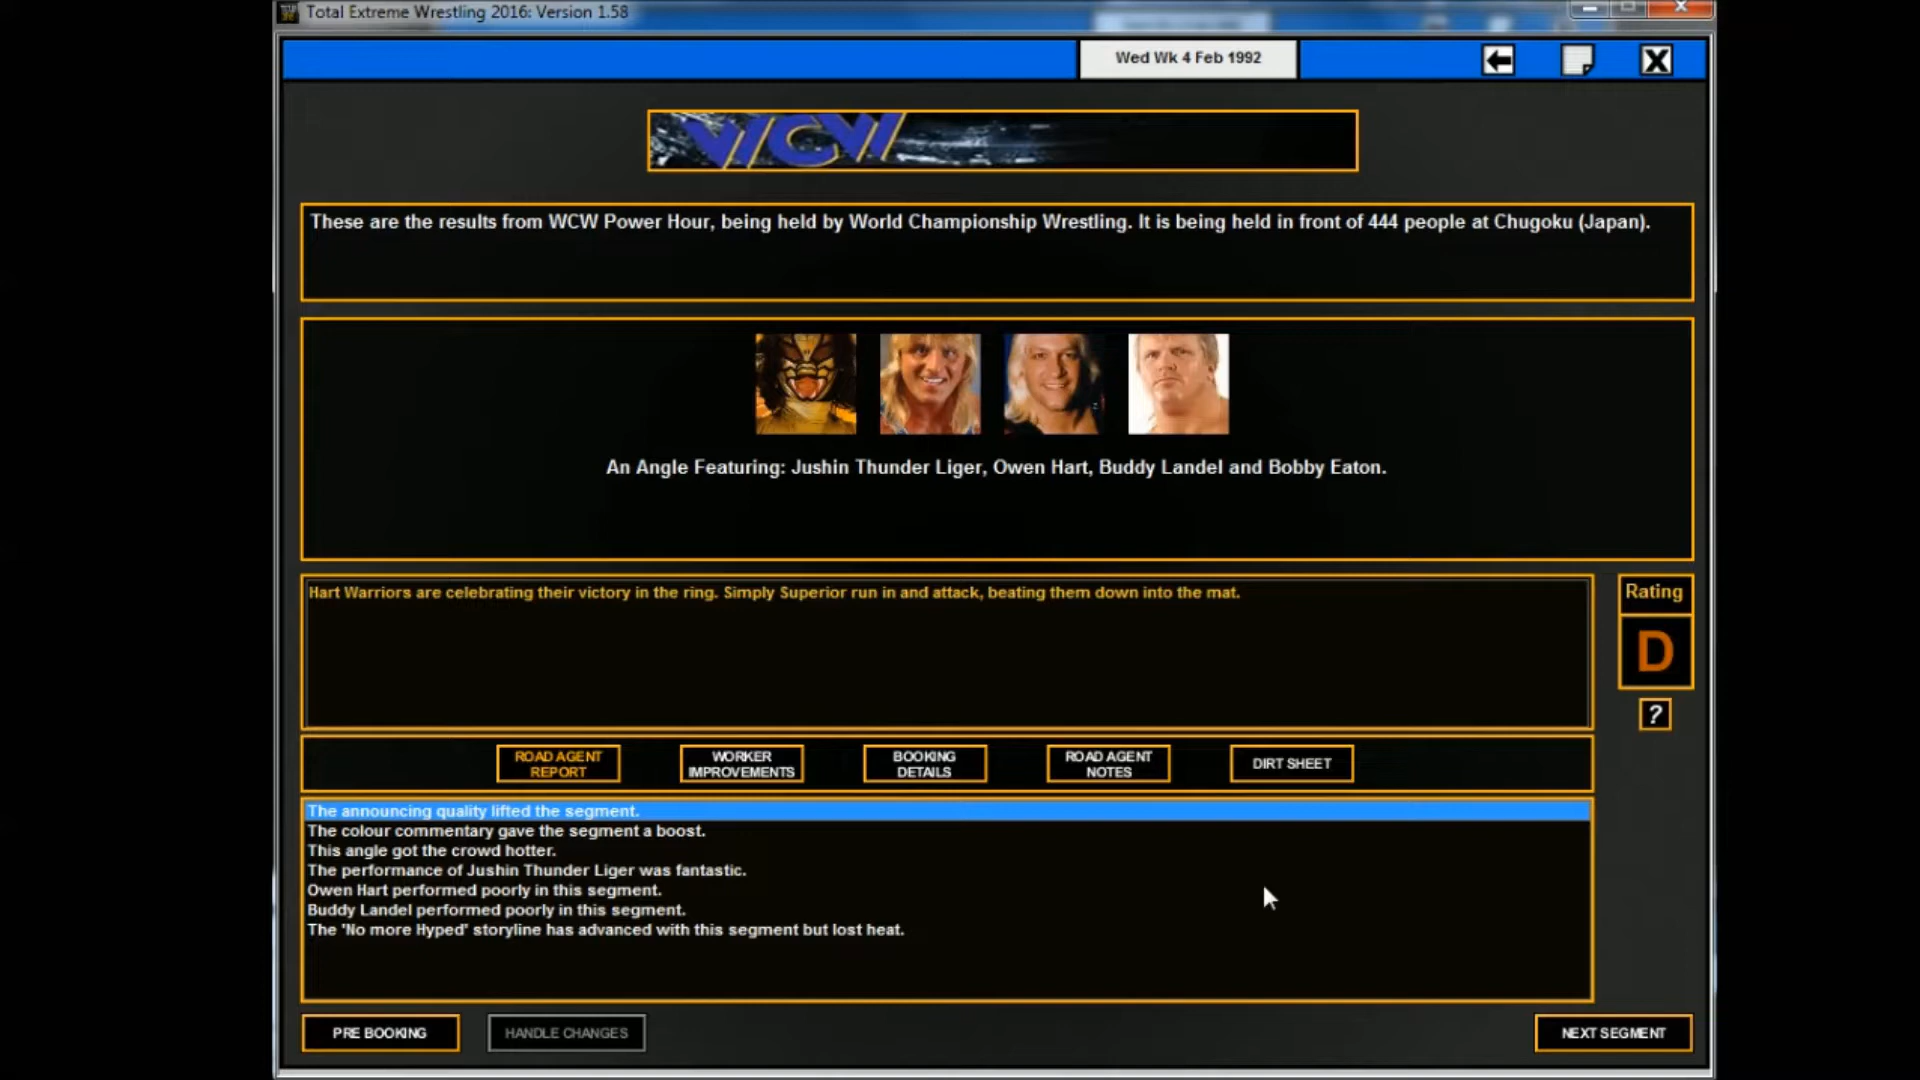 Total Extreme Wrestling 2016: Version 1.58
Wed Wk 4 Feb 1992
WCW
These are the results from WCW Power Hour, being held by World Championship Wrestling. It is being held in front of 444 people at Chugoku (Japan).
An Angle Featuring: Jushin Thunder Liger, Owen Hart, Buddy Landel and Bobby Eaton.
Hart Warriors are celebrating their victory in the ring. Simply Superior run in and attack, beating them down into the mat.
Rating
D
?
ROAD AGENT REPORT
WORKER IMPROVEMENTS
BOOKING DETAILS
ROAD AGENT NOTES
DIRT SHEET
The announcing quality lifted the segment.
The colour commentary gave the segment a boost.
This angle got the crowd hotter.
The performance of Jushin Thunder Liger was fantastic.
Owen Hart performed poorly in this segment.
Buddy Landel performed poorly in this segment.
The 'No more Hyped' storyline has advanced with this segment but lost heat.
PRE BOOKING
HANDLE CHANGES
NEXT SEGMENT